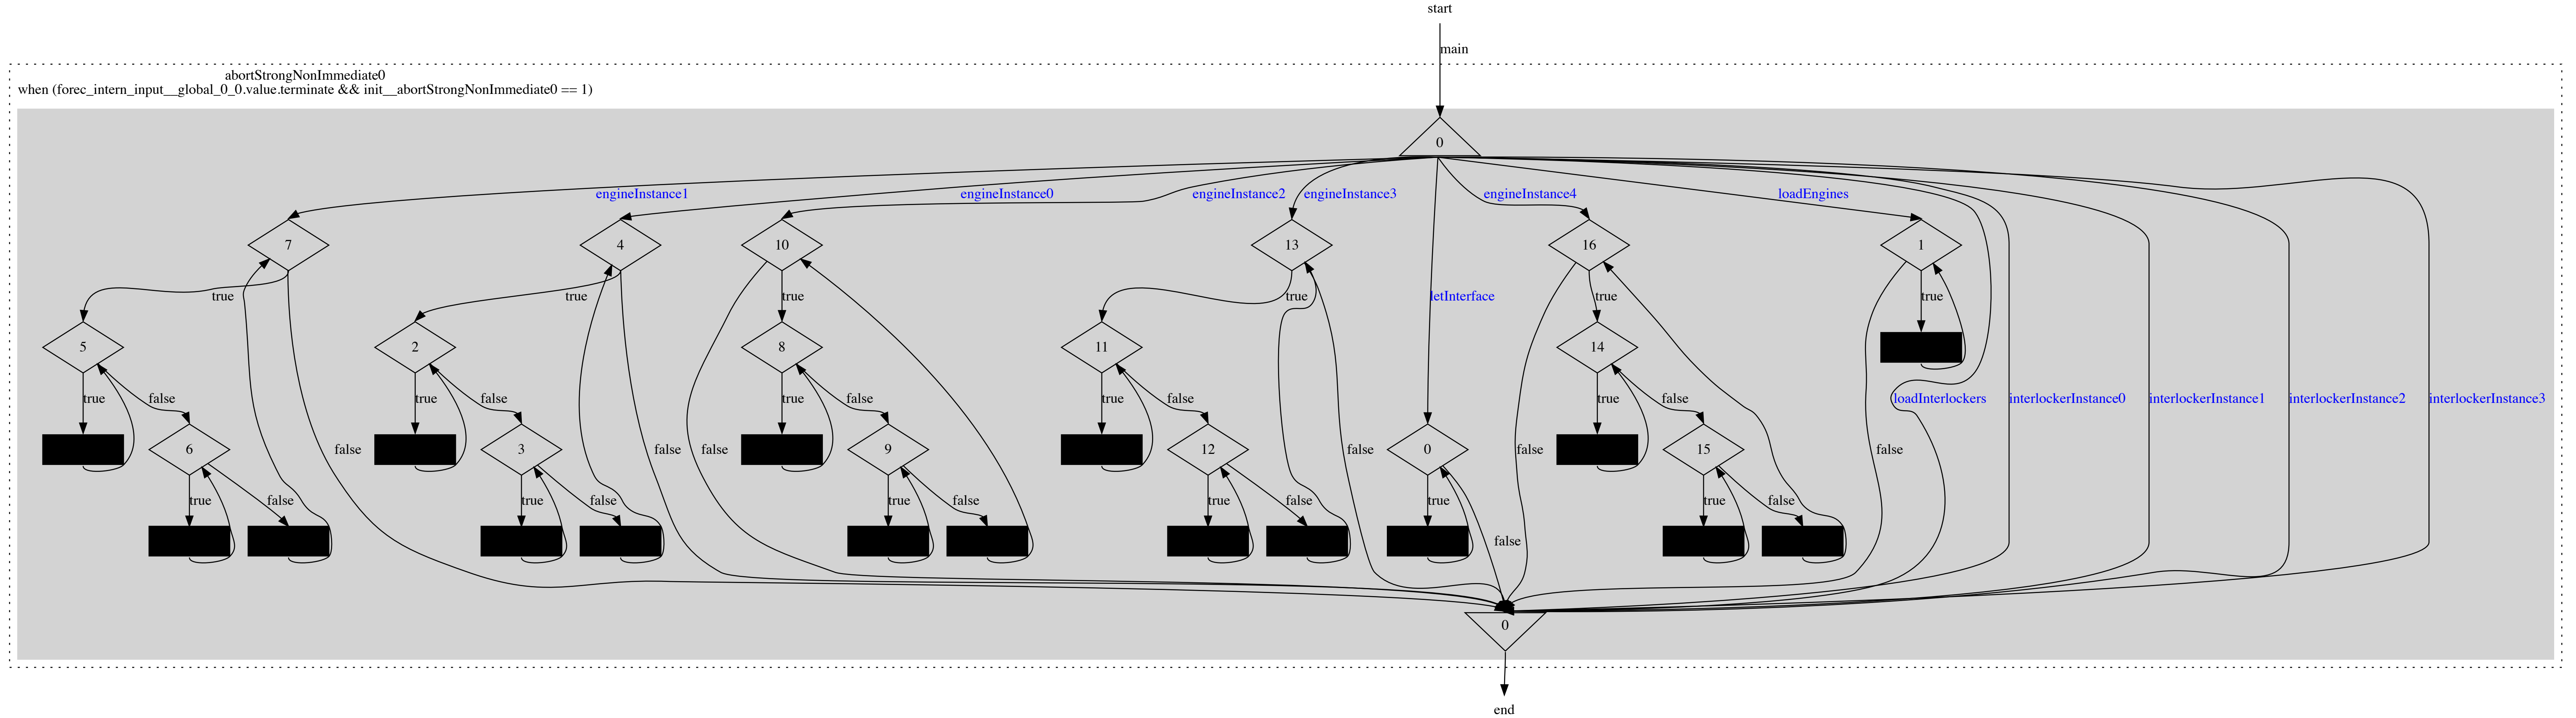 start
main
abortStrongNonImmediate0
when (forec_intern_input__global_0_0.value.terminate && init__abortStrongNonImmediate0 == 1)
0
engineInstance1
engineInstance0
engineInstance2
engineInstance3
engineInstance4
loadEngines
7
4
10
13
16
1
true
true
true
true
letInterface
true
true
5
2
8
11
14
true
false
true
false
true
false
true
false
true
false
loadInterlockers
interlockerInstance0
interlockerInstance1
interlockerInstance2
interlockerInstance3
6
false
3
false
false
9
12
false
0
false
15
false
true
false
true
false
true
false
true
false
true
true
false
false
0
end